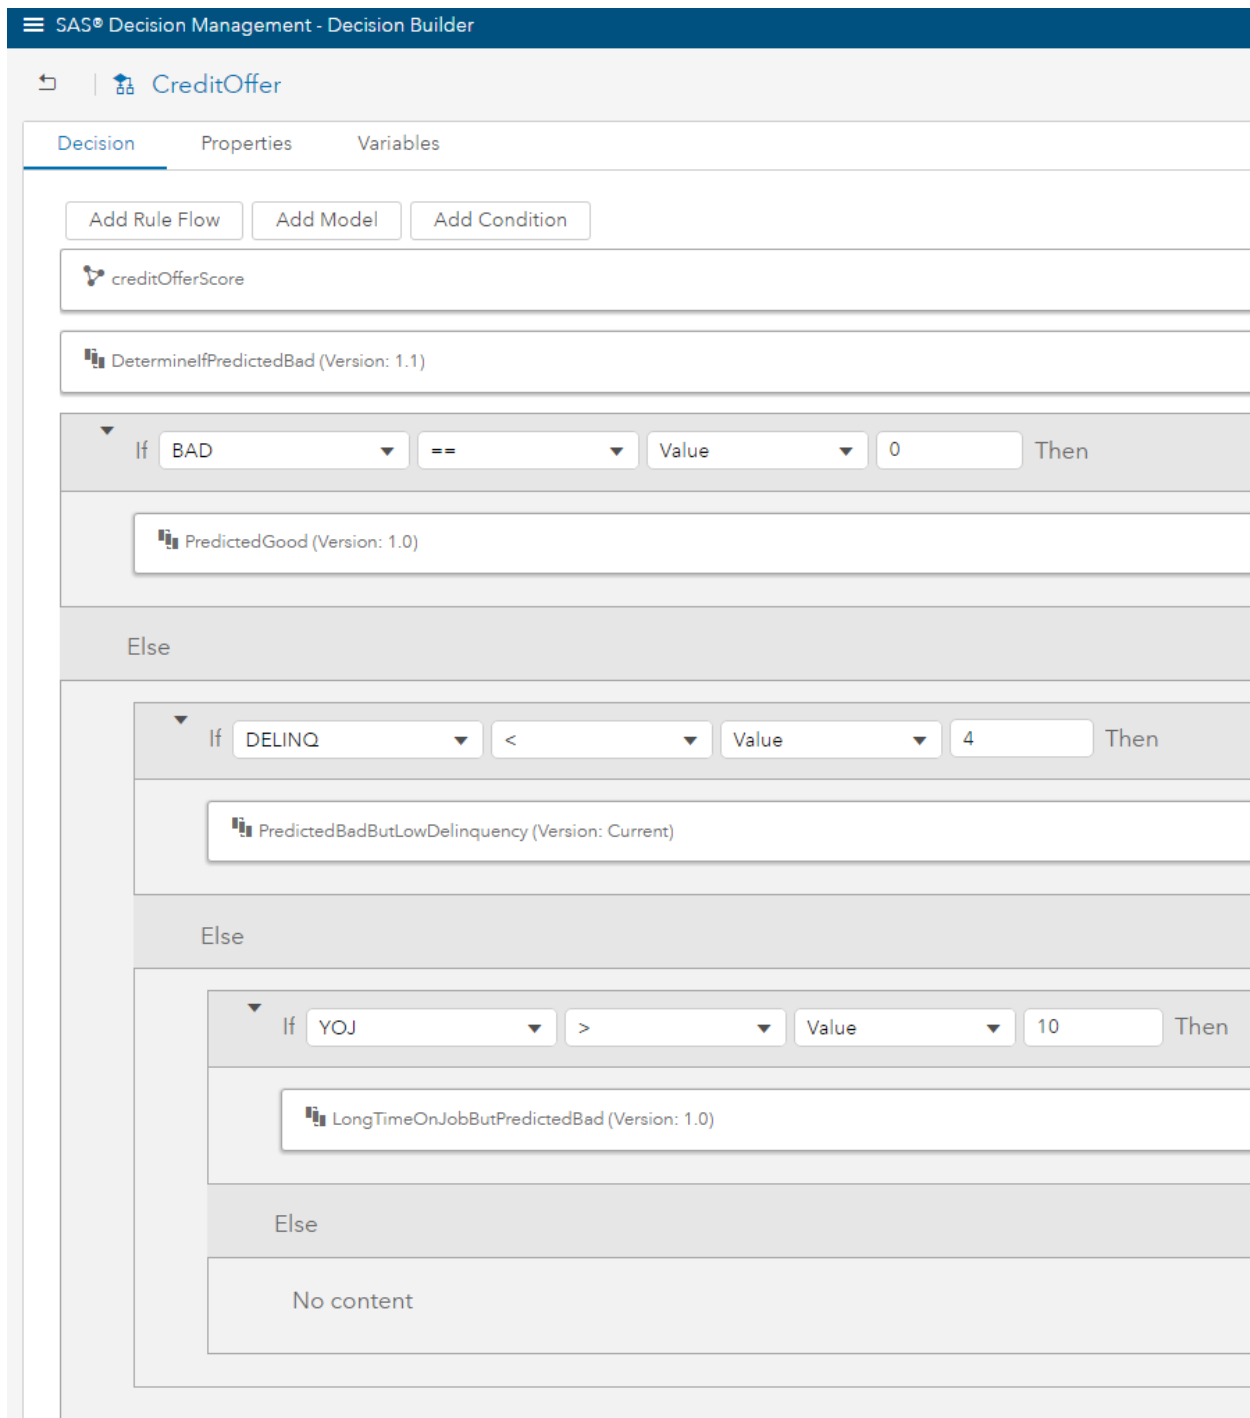 SAS® Decision Management - Decision Builder
CreditOffer
Decision Properties Variables
Add Rule Flow Add Model Add Condition
creditOfferScore
DetermineIfPredictedBad (Version: 1.1)
If BAD == Value 0 Then
PredictedGood (Version: 1.0)
Else
If DELINQ < Value 4 Then
PredictedBadButLowDelinquency (Version: Current)
Else
If YOJ > Value 10 Then
LongTimeOnJobButPredictedBad (Version: 1.0)
Else
No content